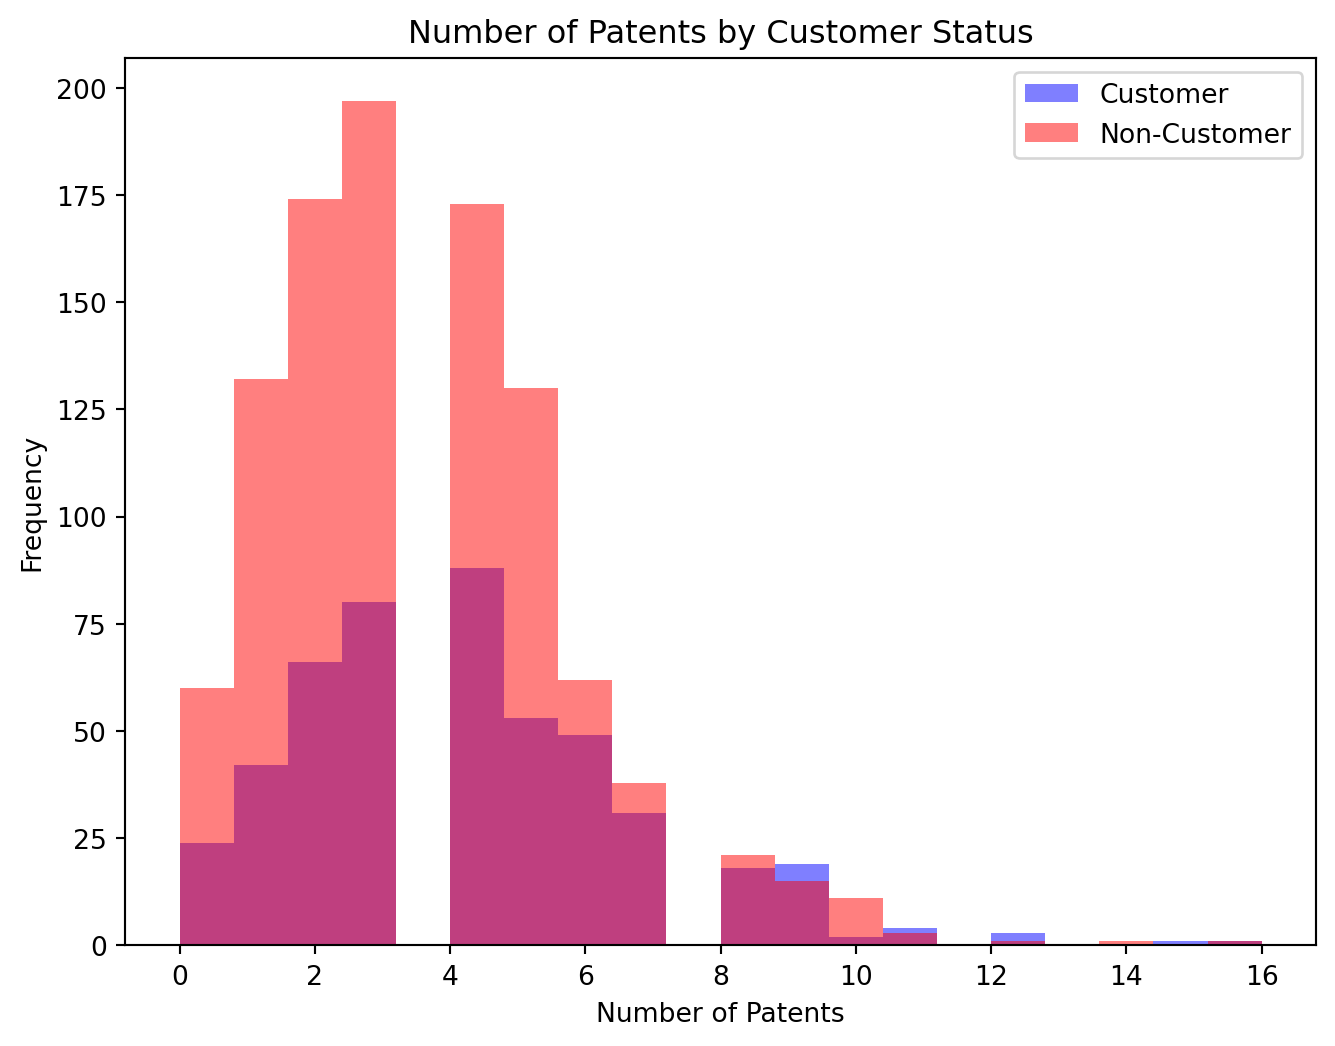 Number of Patents by Customer Status
Customer
Non-Customer
Frequency
200
175
150
125
100
75
50
25
0
0 2 4 6 8 10 12 14 16
Number of Patents